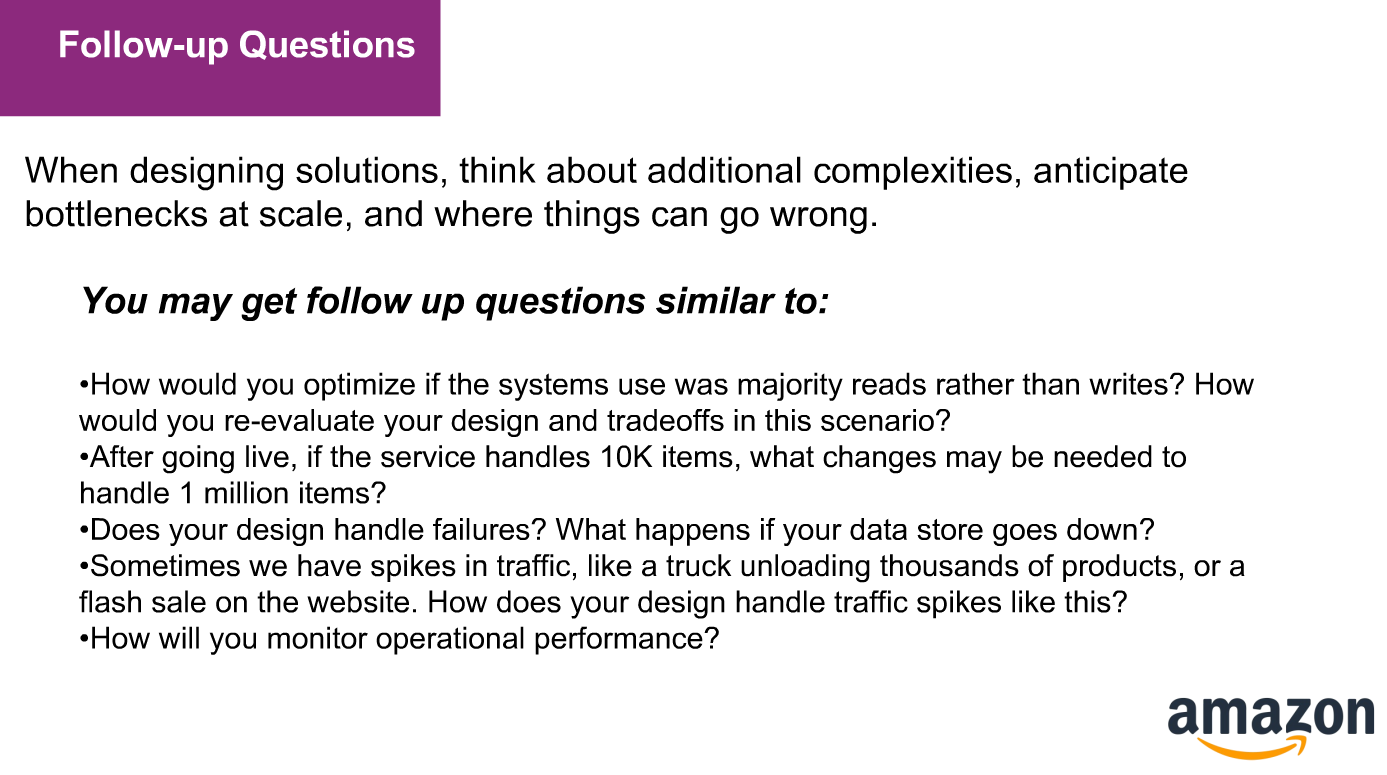 Follow-up Questions
When designing solutions, think about additional complexities, anticipate
bottlenecks at scale, and where things can go wrong.
You may get follow up questions similar to:
•How would you optimize if the systems use was majority reads rather than writes? How
would you re-evaluate your design and tradeoffs in this scenario?
•After going live, if the service handles 10K items, what changes may be needed to
handle 1 million items?
•Does your design handle failures? What happens if your data store goes down?
•Sometimes we have spikes in traffic, like a truck unloading thousands of products, or a
flash sale on the website. How does your design handle traffic spikes like this?
•How will you monitor operational performance?
amazon